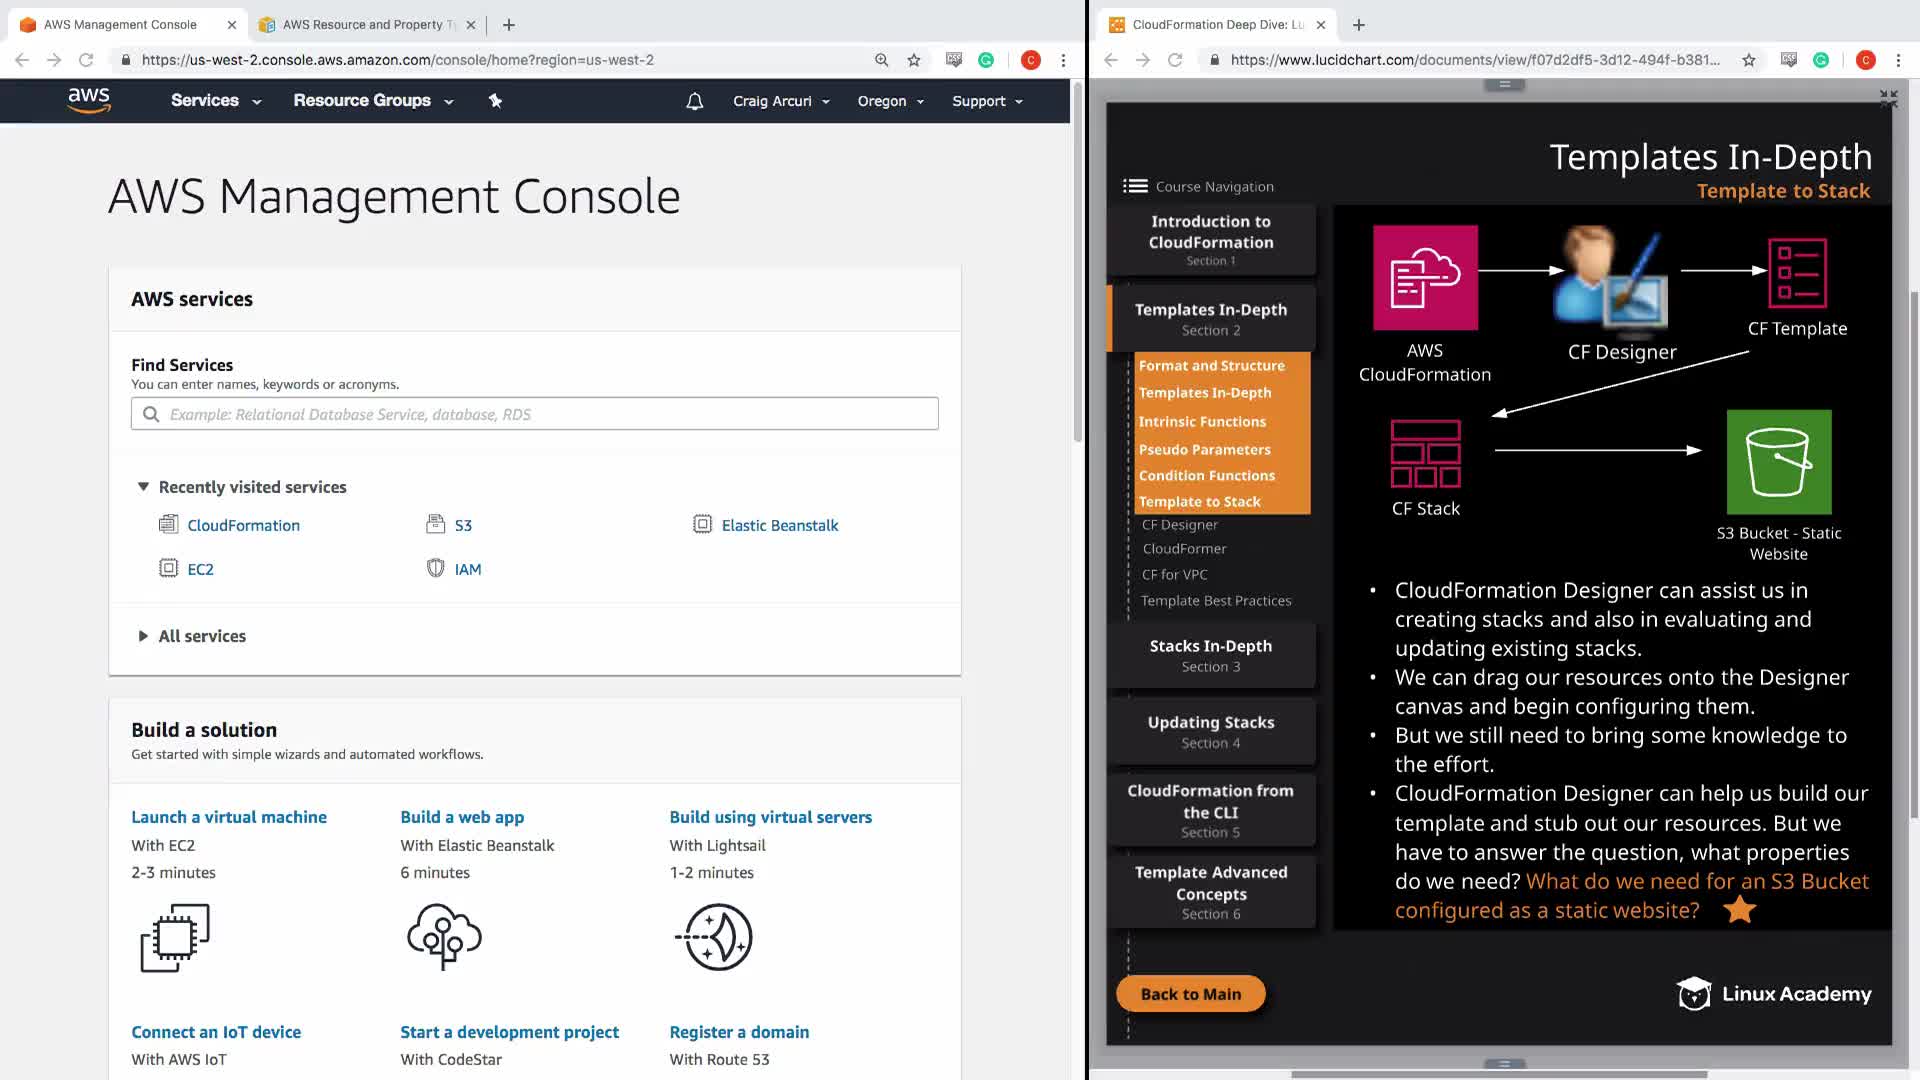 AWS Management Console
AWS Resource and Property T
https://us-west-2.console.aws.amazon.com/console/home?region=us-west-2
C
aws
Services
Resource Groups
Craig Arcuri
Oregon
Support
AWS Management Console
AWS services
Find Services
You can enter names, keywords or acronyms.
Example: Relational Database Service, database, RDS
Recently visited services
CloudFormation
S3
Elastic Beanstalk
EC2
IAM
All services
Build a solution
Get started with simple wizards and automated workflows.
Launch a virtual machine
With EC2
2-3 minutes
Build a web app
With Elastic Beanstalk
6 minutes
Build using virtual servers
With Lightsail
1-2 minutes
Connect an IoT device
With AWS IoT
Start a development project
With CodeStar
Register a domain
With Route 53
CloudFormation Deep Dive: Lu
https://www.lucidchart.com/documents/view/f07d2df5-3d12-494f-b381...
C
Templates In-Depth
Template to Stack
Course Navigation
Introduction to
CloudFormation
Section 1
Templates In-Depth
Section 2
Format and Structure
Templates In-Depth
Intrinsic Functions
Pseudo Parameters
Condition Functions
Template to Stack
CF Designer
CloudFormer
CF for VPC
Template Best Practices
Stacks In-Depth
Section 3
Updating Stacks
Section 4
CloudFormation from
the CLI
Section 5
Template Advanced
Concepts
Section 6
Back to Main
AWS
CloudFormation
CF Designer
CF Template
CF Stack
S3 Bucket - Static
Website
• CloudFormation Designer can assist us in
creating stacks and also in evaluating and
updating existing stacks.
• We can drag our resources onto the Designer
canvas and begin configuring them.
• But we still need to bring some knowledge to
the effort.
• CloudFormation Designer can help us build our
template and stub out our resources. But we
have to answer the question, what properties
do we need? What do we need for an S3 Bucket
configured as a static website?
Linux Academy